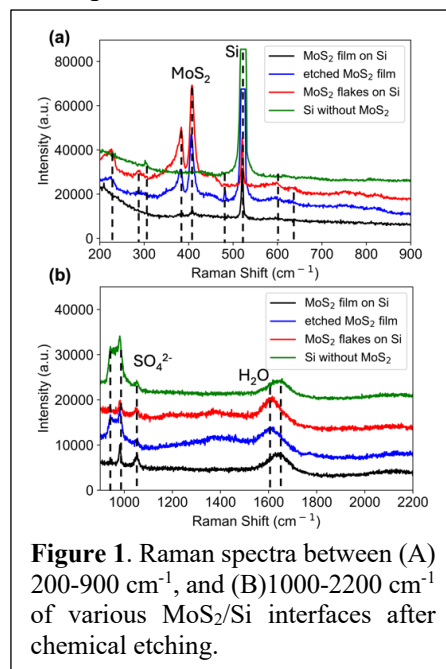 (a)
Si
MoS₂
MoS₂ film on Si
etched MoS₂ film
MoS₂ flakes on Si
Si without MoS₂
Intensity (a.u.)
80000
60000
40000
20000
0
200 300 400 500 600 700 800 900
Raman Shift (cm⁻¹)
(b)
MoS₂ film on Si
etched MoS₂ film
MoS₂ flakes on Si
Si without MoS₂
SO₄²⁻
H₂O
Intensity (a.u.)
40000
30000
20000
10000
0
1000 1200 1400 1600 1800 2000 2200
Raman Shift (cm⁻¹)
Figure 1. Raman spectra between (A)
200-900 cm⁻¹, and (B)1000-2200 cm⁻¹
of various MoS₂/Si interfaces after
chemical etching.